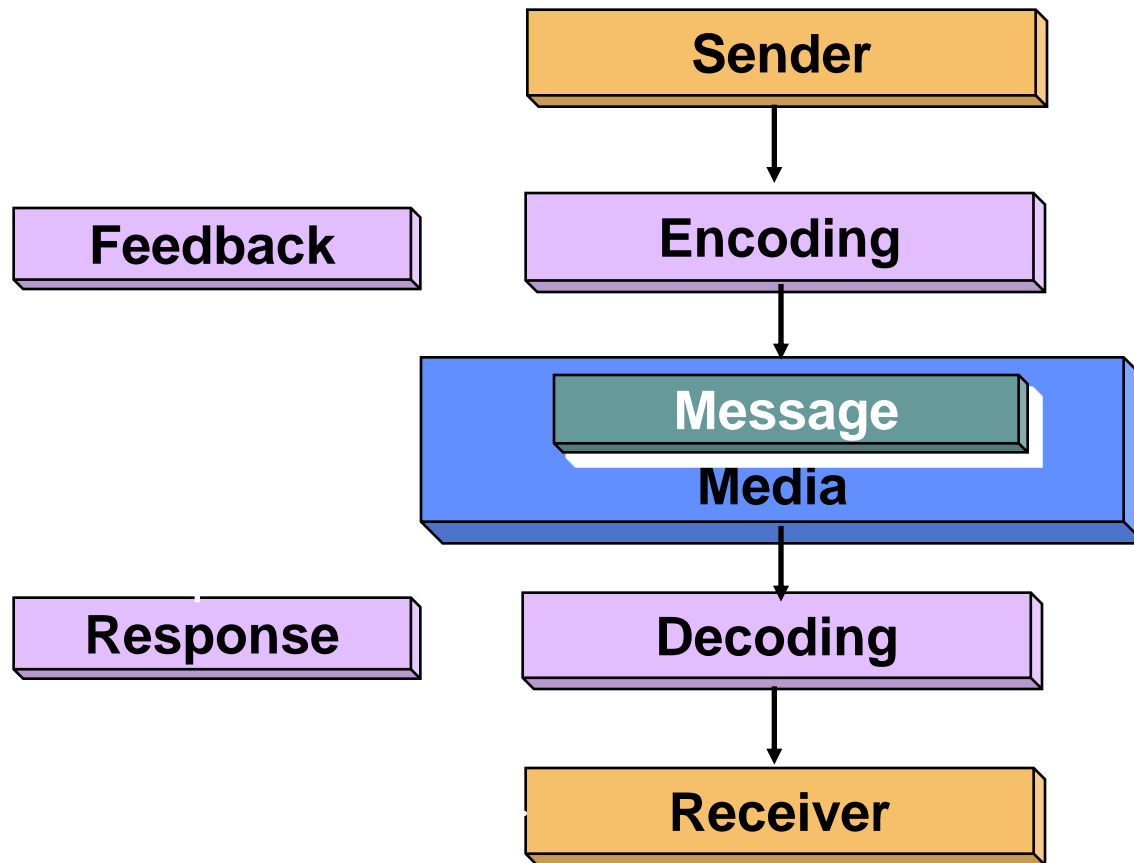 Sender
Feedback
Encoding
Message
Media
Response
Decoding
Receiver